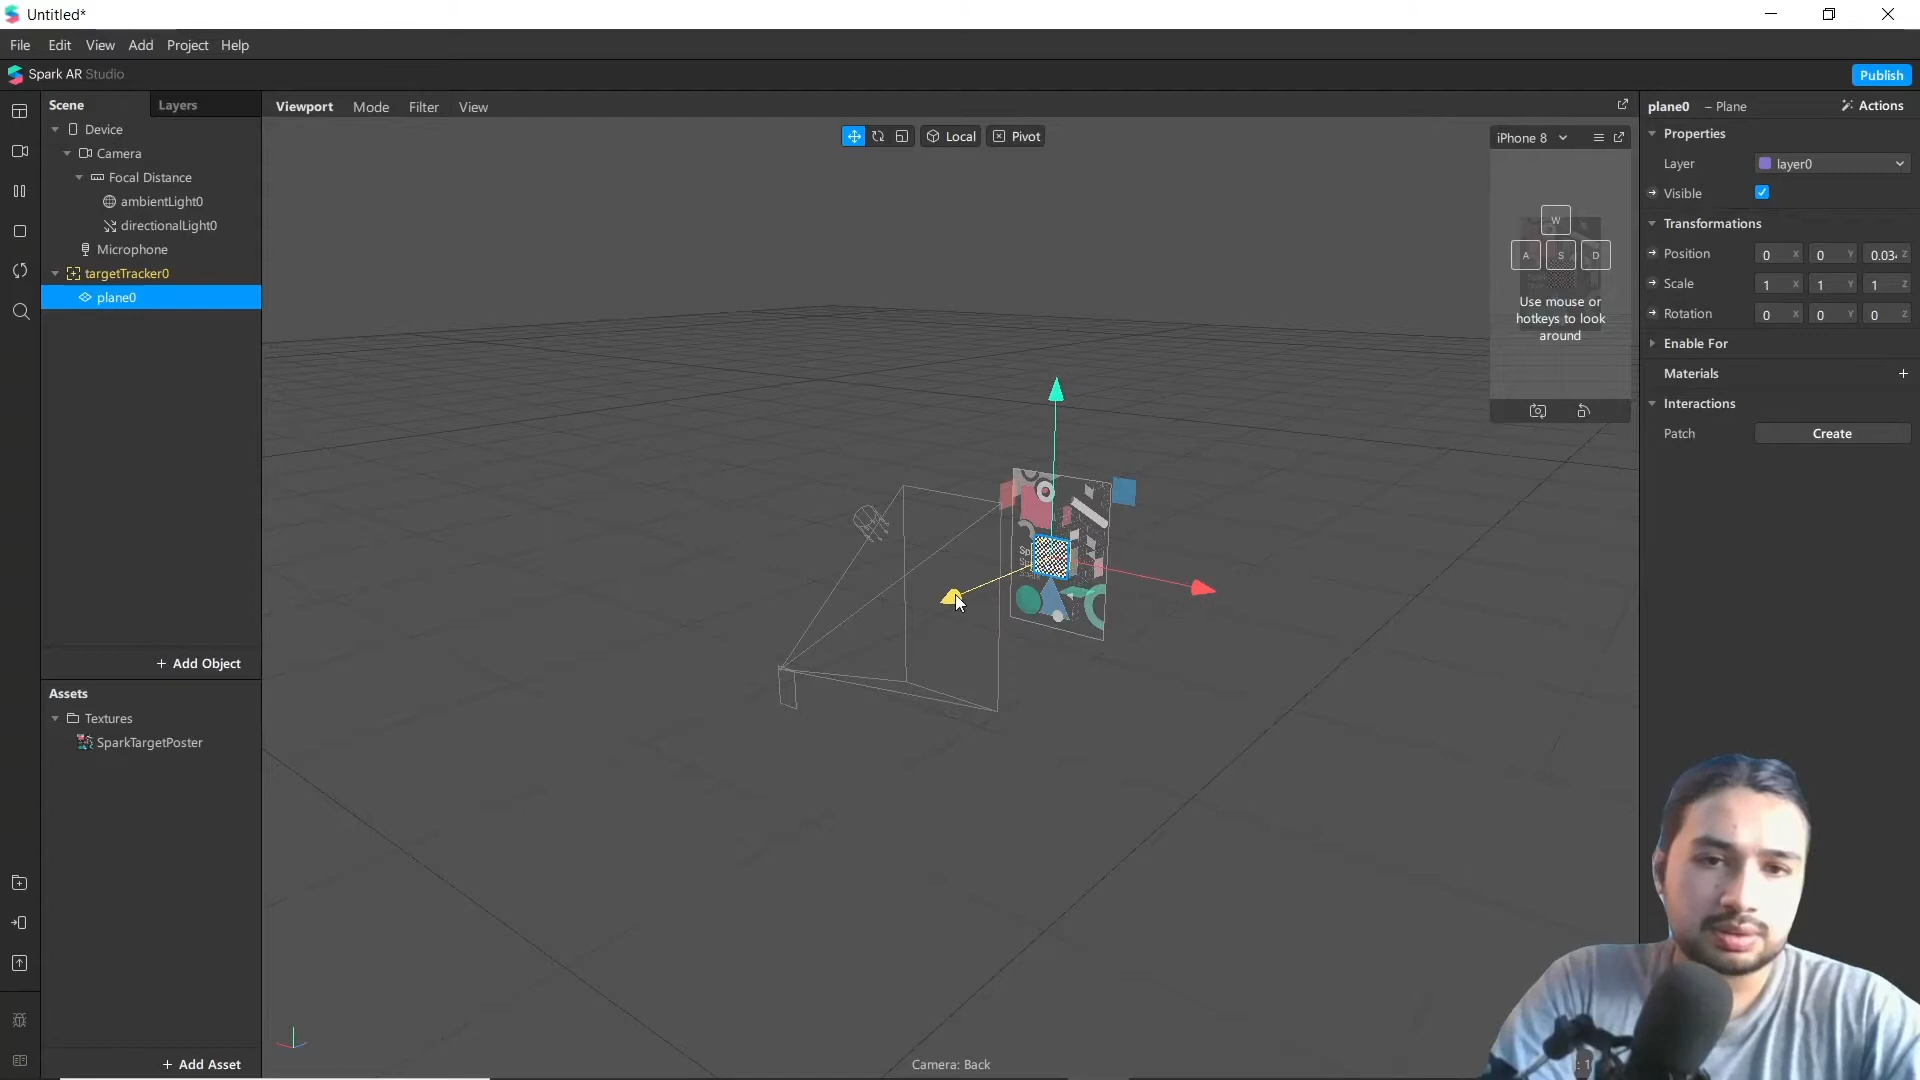 Untitled*
File Edit View Add Project Help
Spark AR Studio
Publish
Scene Layers
Device
Camera
Focal Distance
ambientLight0
directionalLight0
Microphone
targetTracker0
plane0
+ Add Object
Assets
Textures
SparkTargetPoster
+ Add Asset
Viewport Mode Filter View
Local Pivot
iPhone 8
W
A S D
Use mouse or
hotkeys to look
around
Camera: Back
plane0 – Plane Actions
Properties
Layer layer0
Visible
Transformations
Position 0 X 0 Y 0.03 Z
Scale 1 X 1 Y 1 Z
Rotation 0 X 0 Y 0 Z
Enable For
Materials +
Interactions
Patch Create